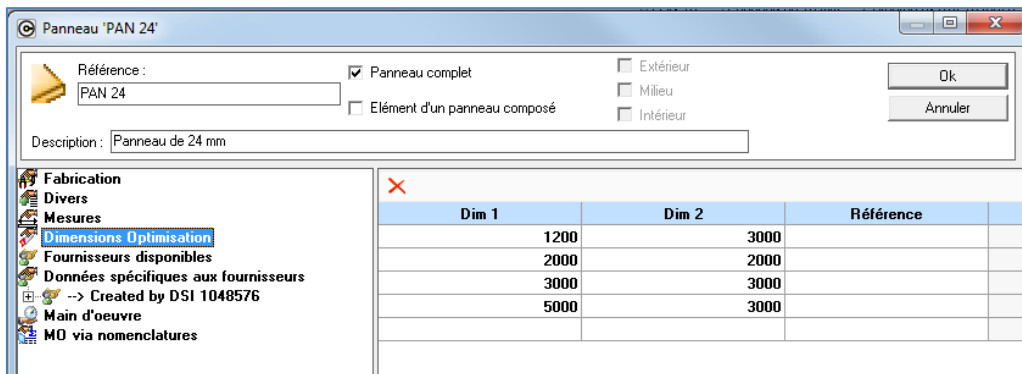 Panneau 'PAN 24'
Référence :
PAN 24
Panneau complet
Elément d'un panneau composé
Extérieur
Milieu
Intérieur
Ok
Annuler
Description : Panneau de 24 mm
Fabrication
Divers
Mesures
Dimensions Optimisation
Fournisseurs disponibles
Données spécifiques aux fournisseurs
--> Created by DSI 1048576
Main d'oeuvre
MO via nomenclatures
Dim 1 Dim 2 Référence
1200 3000
2000 2000
3000 3000
5000 3000